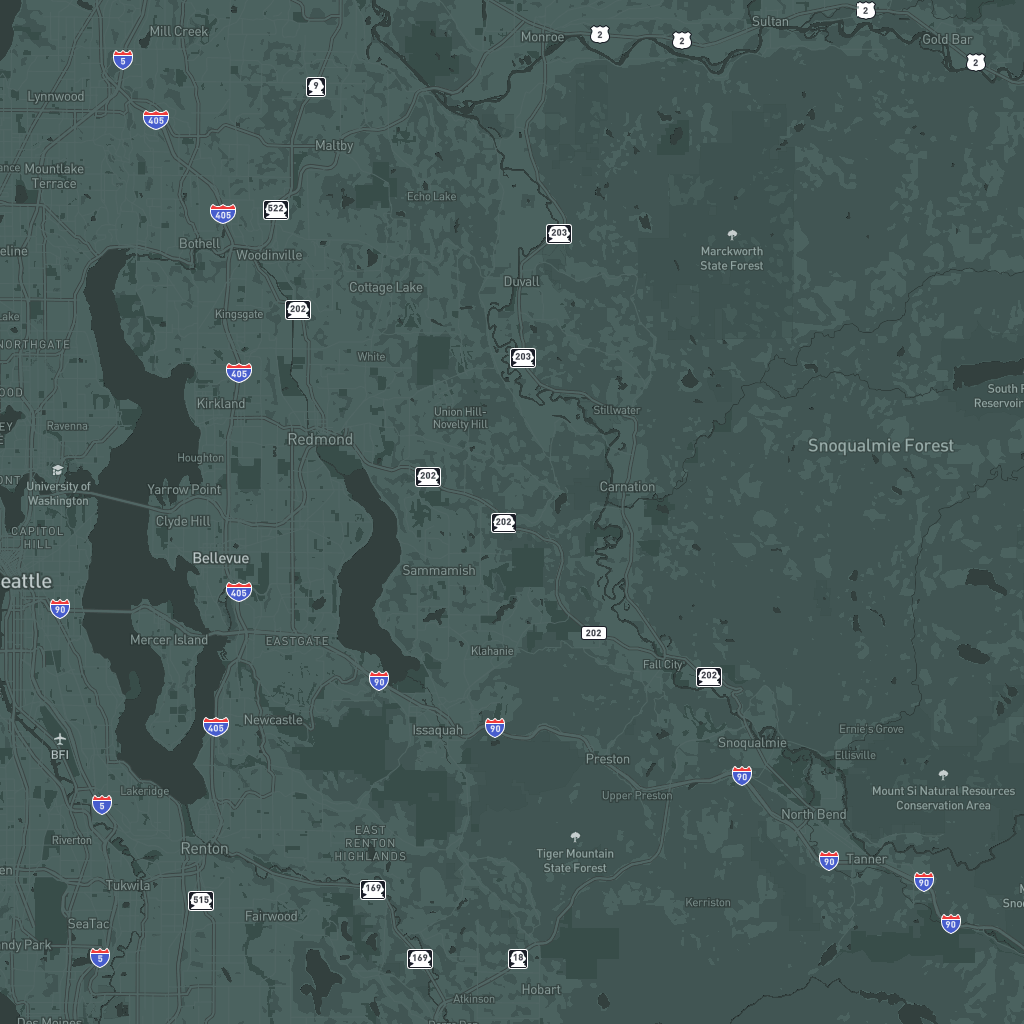 2
Sultan
Mill Creek
Monroe
2
2
Gold Bar
5
2
9
Lynnwood
405
Maltby
Mountlake
Terrace
Echo Lake
522
405
203
Bothell
Woodinville
Marckworth
State Forest
Duvall
Cottage Lake
202
Kingsgate
NORTHGATE
White
203
405
Kirkland
Union Hill-
Novelty Hill
Stillwater
Ravenna
Redmond
Snoqualmie Forest
Houghton
202
University of
Washington
Yarrow Point
Carnation
Clyde Hill
202
CAPITOL
HILL
Bellevue
eattle
Sammamish
405
90
202
Mercer Island
EASTGATE
Klahanie
Fall City
90
202
405
Newcastle
90
Issaquah
Ernie's Grove
BFI
Snoqualmie
Ellisville
Preston
90
Lakeridge
Upper Preston
Mount Si Natural Resources
Conservation Area
5
North Bend
EAST
RENTON
HIGHLANDS
Riverton
Renton
Tiger Mountain
State Forest
90
Tanner
Tukwila
169
90
515
Kerriston
SeaTac
Fairwood
90
ndy Park
5
169
18
Hobart
Atkinson
Des Moines